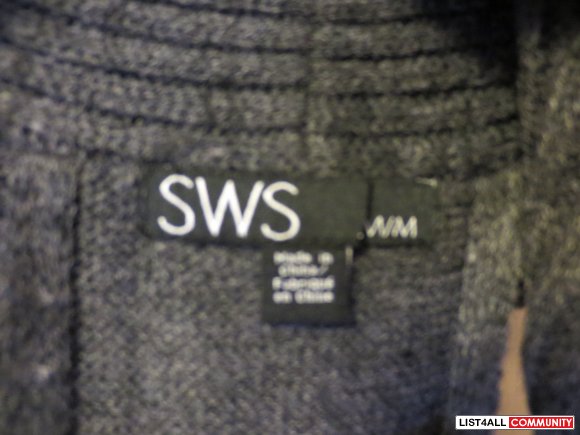 SWS
Made in
China/
Fabriqué
en Chine
LIST4ALL COMMUNITY